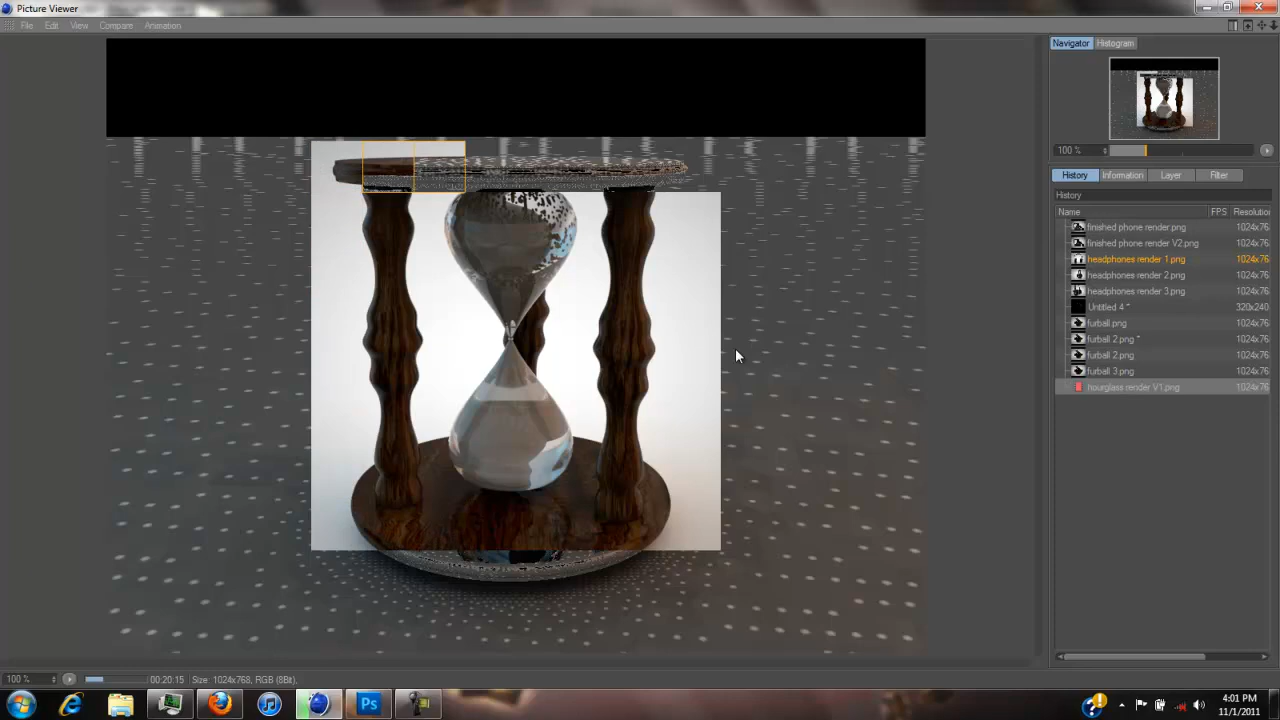 Picture Viewer
File Edit View Compare Animation
Navigator Histogram
100 %
History Information Layer Filter
History
Name FPS Resolution
finished phone render.png 1024x76
finished phone render V2.png 1024x76
headphones render 1.png 1024x76
headphones render 2.png 1024x76
headphones render 3.png 1024x76
Untitled 4 * 320x240
furball.png 1024x76
furball 2.png * 1024x76
furball 2.png 1024x76
furball 3.png 1024x76
hourglass render V1.png 1024x76
100 % 00:20:15 Size: 1024x768, RGB (8Bit),
Ps
4:01 PM
11/1/2011